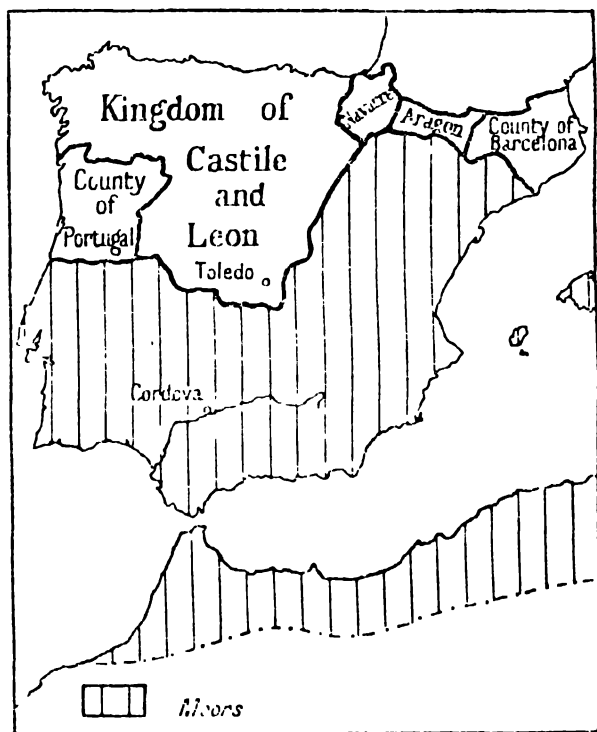 Kingdom of
Castile
and
Leon
Navarre
Aragon
County of
Barcelona
County
of
Portugal
Toledo
Cordova
Moors